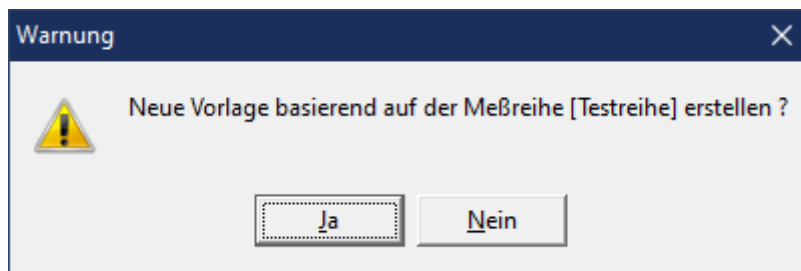 Warnung
Neue Vorlage basierend auf der Meßreihe [Testreihe] erstellen ?
Ja
Nein